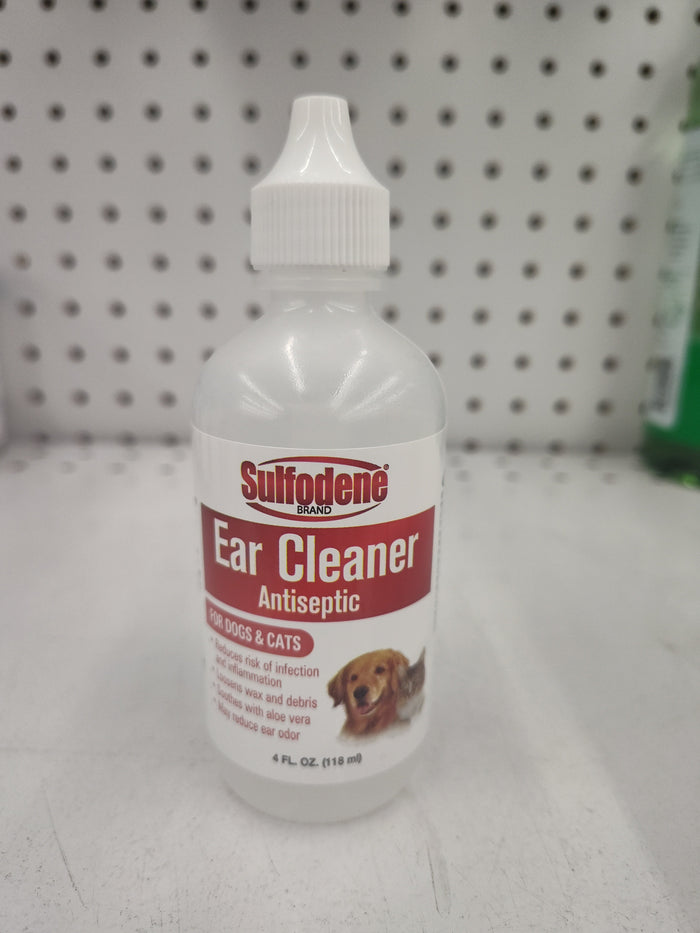 Sulfodene®
BRAND
Ear Cleaner
Antiseptic
FOR DOGS & CATS
- Reduces risk of infection
and inflammation
- Loosens wax and debris
- Soothes with aloe vera
- May reduce ear odor
4 FL. OZ. (118 ml)